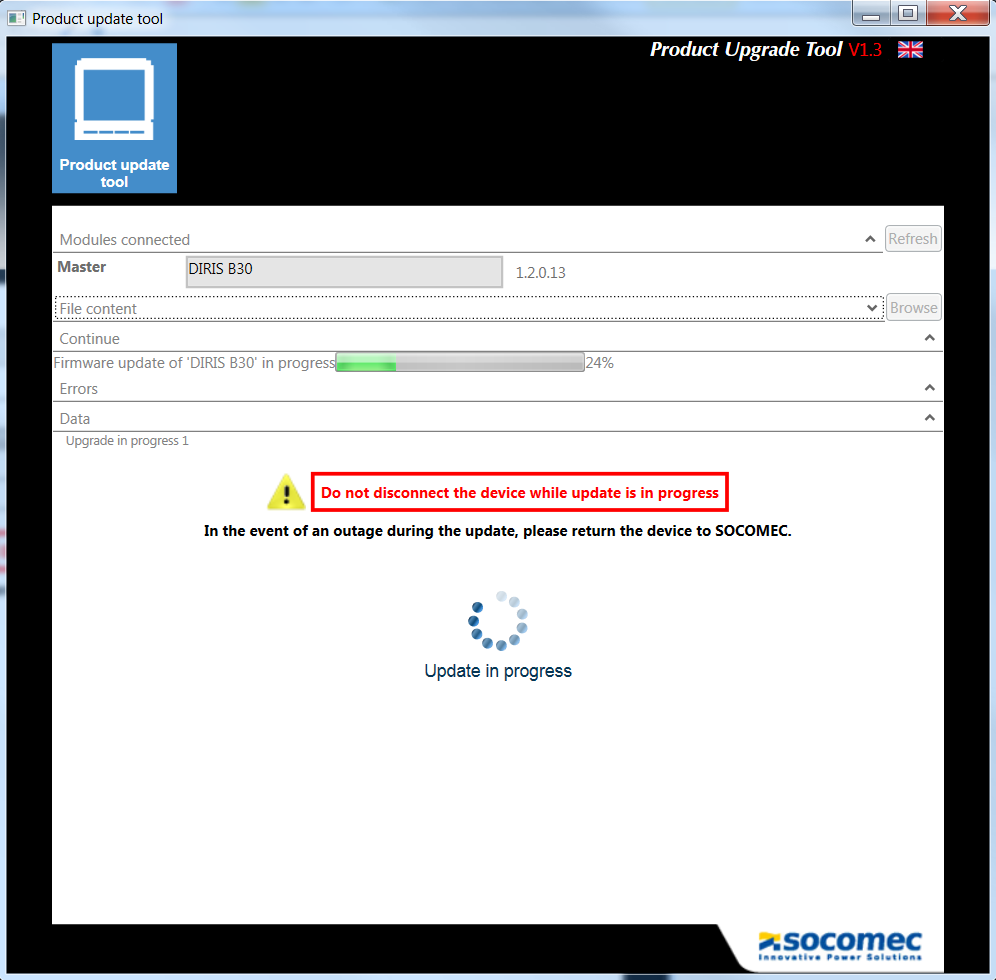 Product update tool
Product Upgrade Tool V1.3
Product update
tool
Modules connected
Refresh
Master
DIRIS B30
1.2.0.13
File content
Browse
Continue
Firmware update of 'DIRIS B30' in progress
24%
Errors
Data
Upgrade in progress 1
Do not disconnect the device while update is in progress
In the event of an outage during the update, please return the device to SOCOMEC.
Update in progress
socomec
Innovative Power Solutions